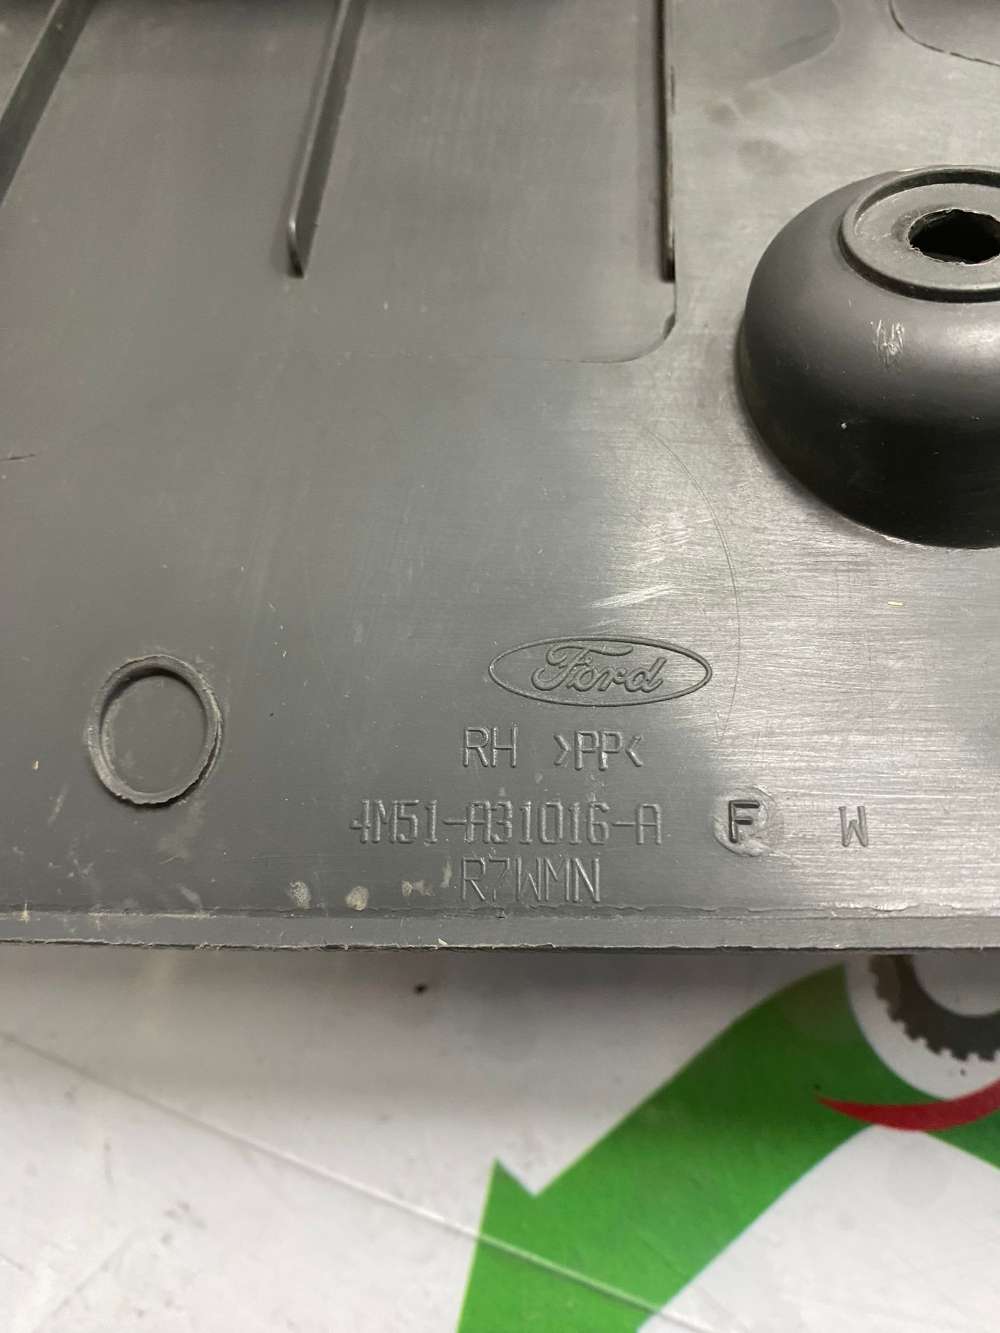 Ford
RH >PP<
4M51-A31016-A F W
R7WMN